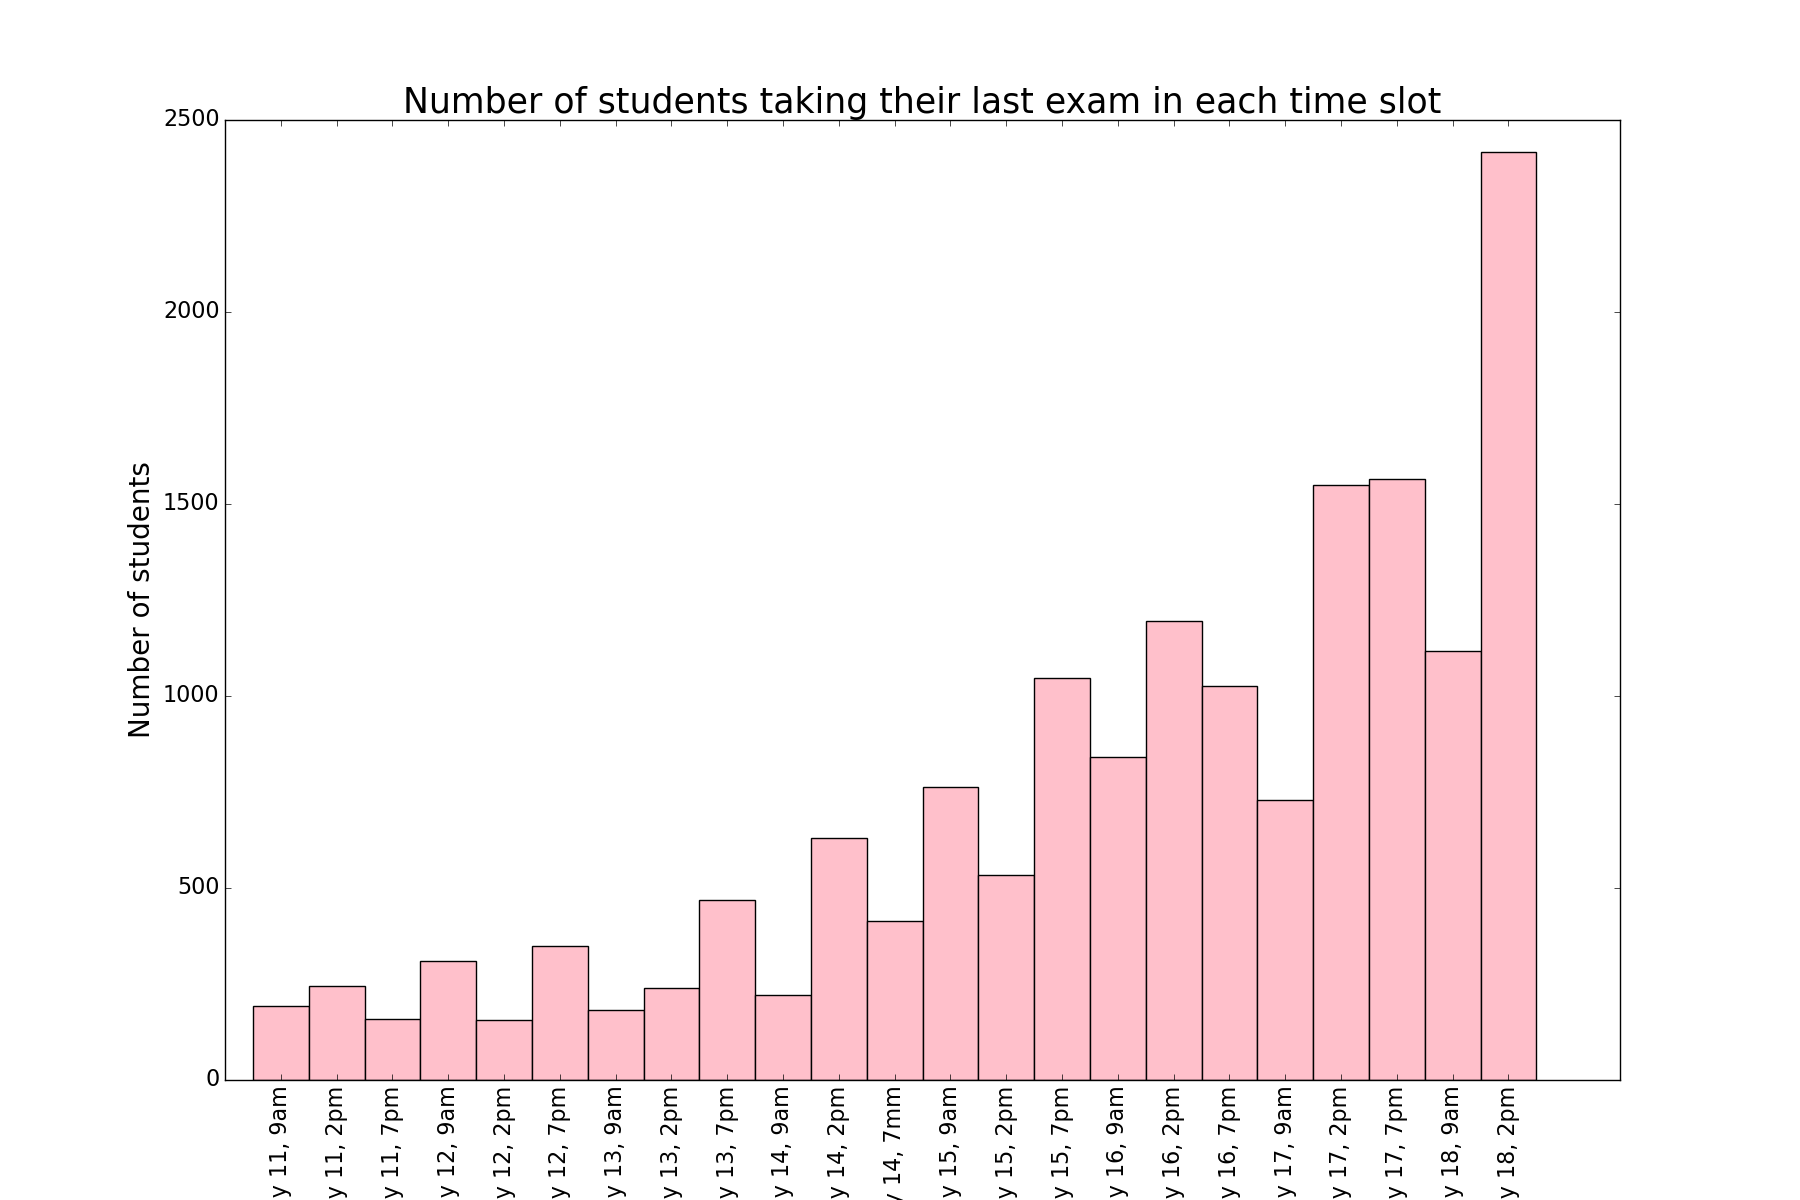 Number of students taking their last exam in each time slot
Number of students
2500
2000
1500
1000
500
0
y 11, 9am
y 11, 2pm
y 11, 7pm
y 12, 9am
y 12, 2pm
y 12, 7pm
y 13, 9am
y 13, 2pm
y 13, 7pm
y 14, 9am
y 14, 2pm
y 14, 7mm
y 15, 9am
y 15, 2pm
y 15, 7pm
y 16, 9am
y 16, 2pm
y 16, 7pm
y 17, 9am
y 17, 2pm
y 17, 7pm
y 18, 9am
y 18, 2pm